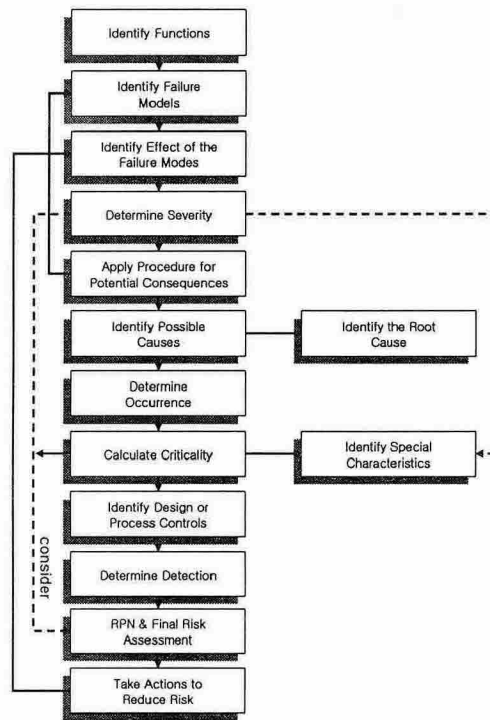 Identify Functions
Identify Failure
Models
Identify Effect of the
Failure Modes
Determine Severity
Apply Procedure for
Potential Consequences
Identify Possible
Causes
Identify the Root
Cause
Determine
Occurrence
Calculate Criticality
Identify Special
Characteristics
Identify Design or
Process Controls
consider
Determine Detection
RPN & Final Risk
Assessment
Take Actions to
Reduce Risk